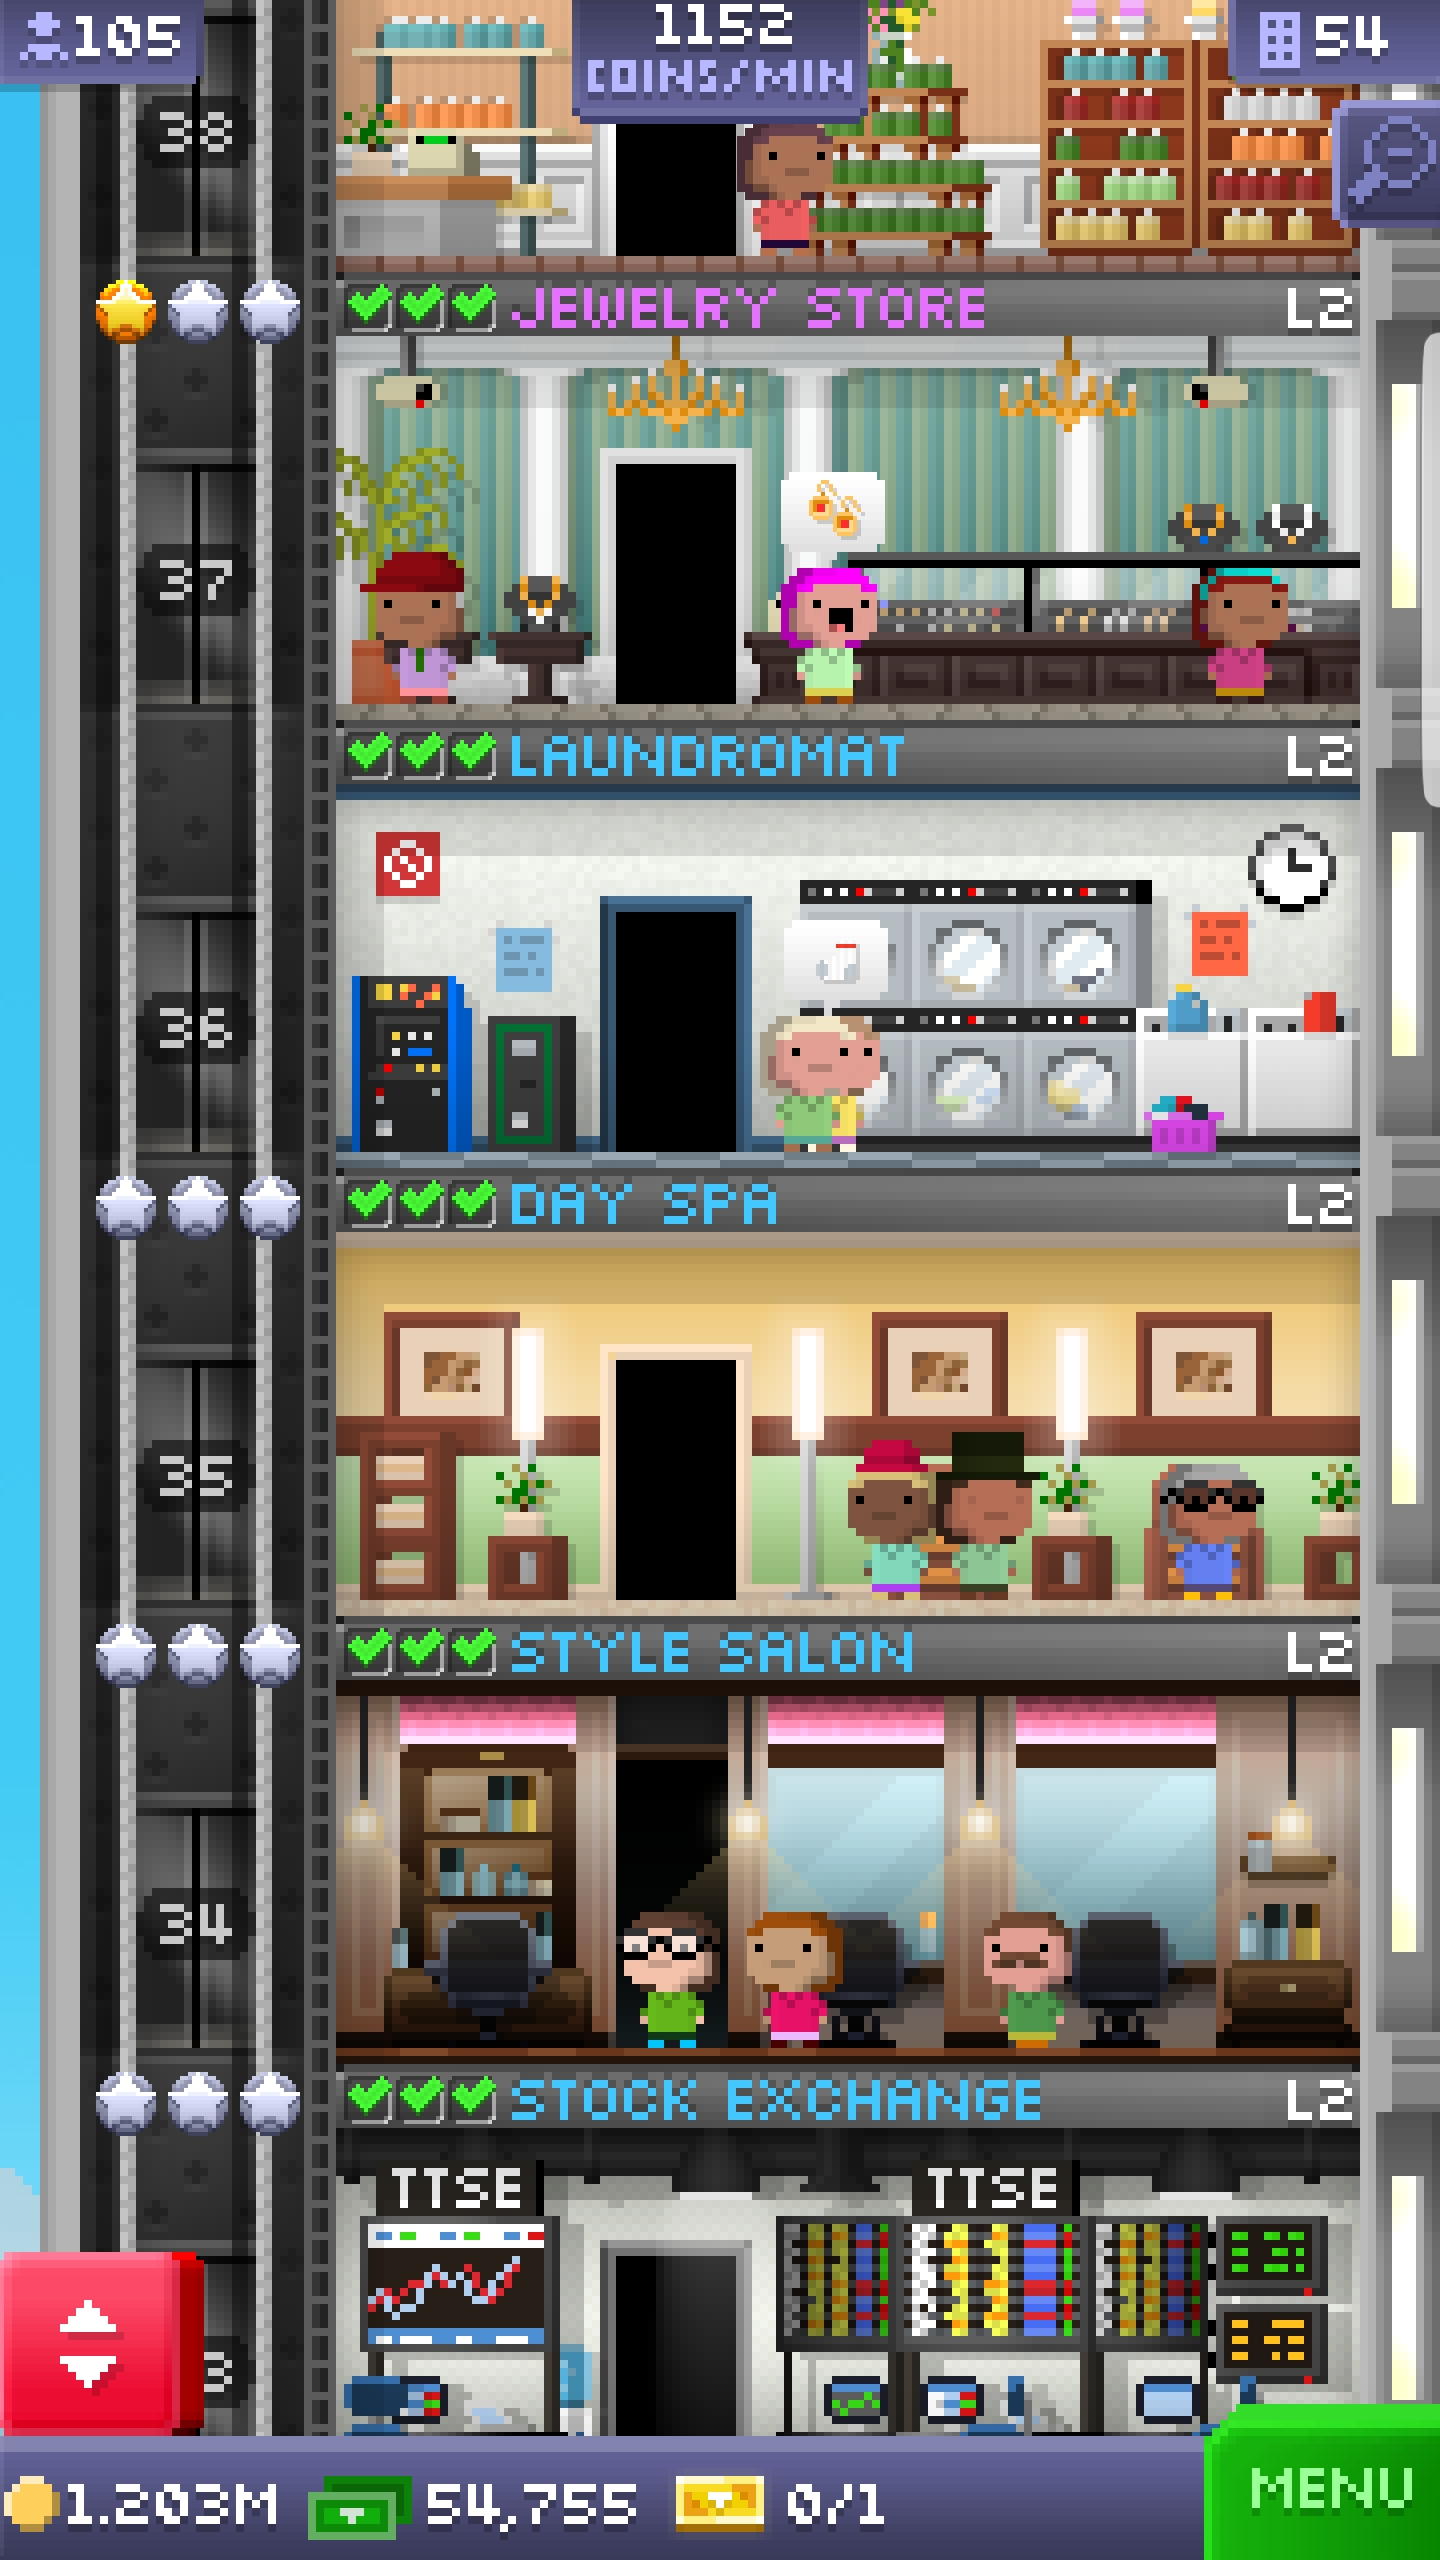 105
1152
COINS/MIN
54
38
JEWELRY STORE L2
37
LAUNDROMAT L2
36
DAY SPA L2
35
STYLE SALON L2
34
STOCK EXCHANGE L2
TTSE TTSE
3
1.203M 54,755 0/1
MENU